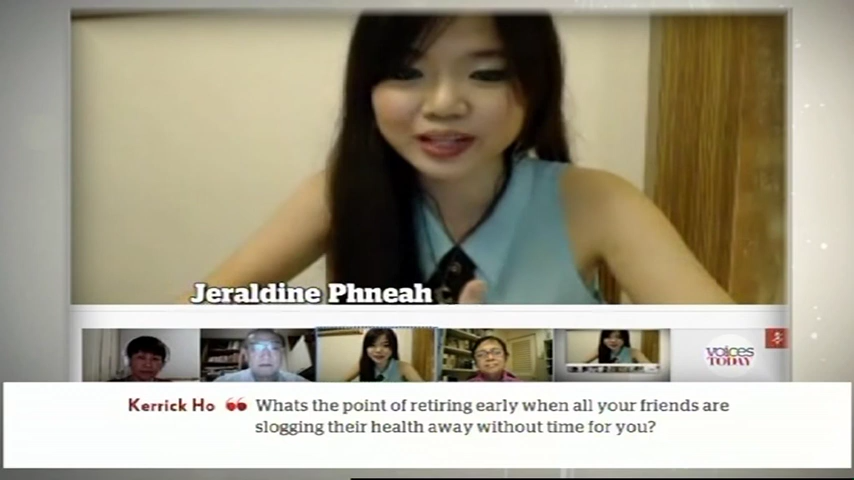 Jeraldine Phneah
VOICES
TODAY
Kerrick Ho “ Whats the point of retiring early when all your friends are
slogging their health away without time for you?